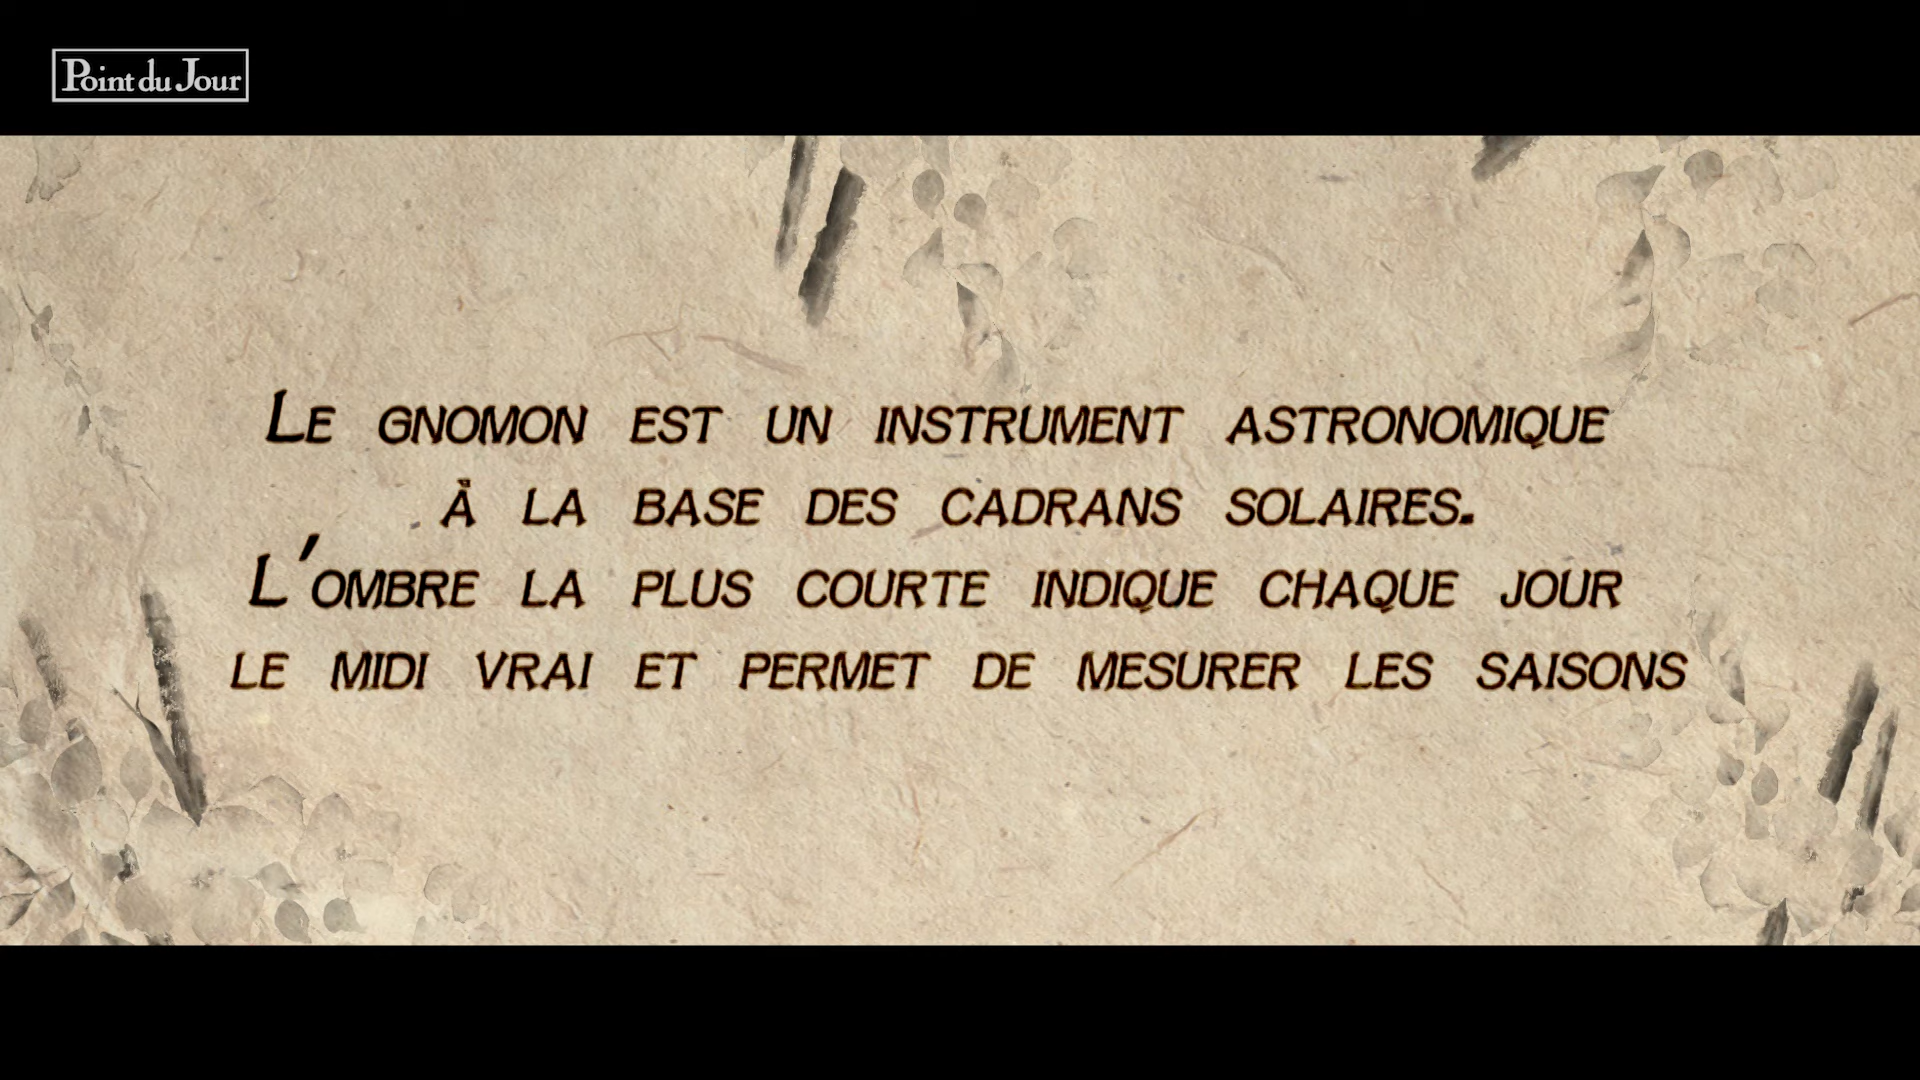 Point du Jour
Le gnomon est un instrument astronomique
à la base des cadrans solaires.
L'ombre la plus courte indique chaque jour
le midi vrai et permet de mesurer les saisons